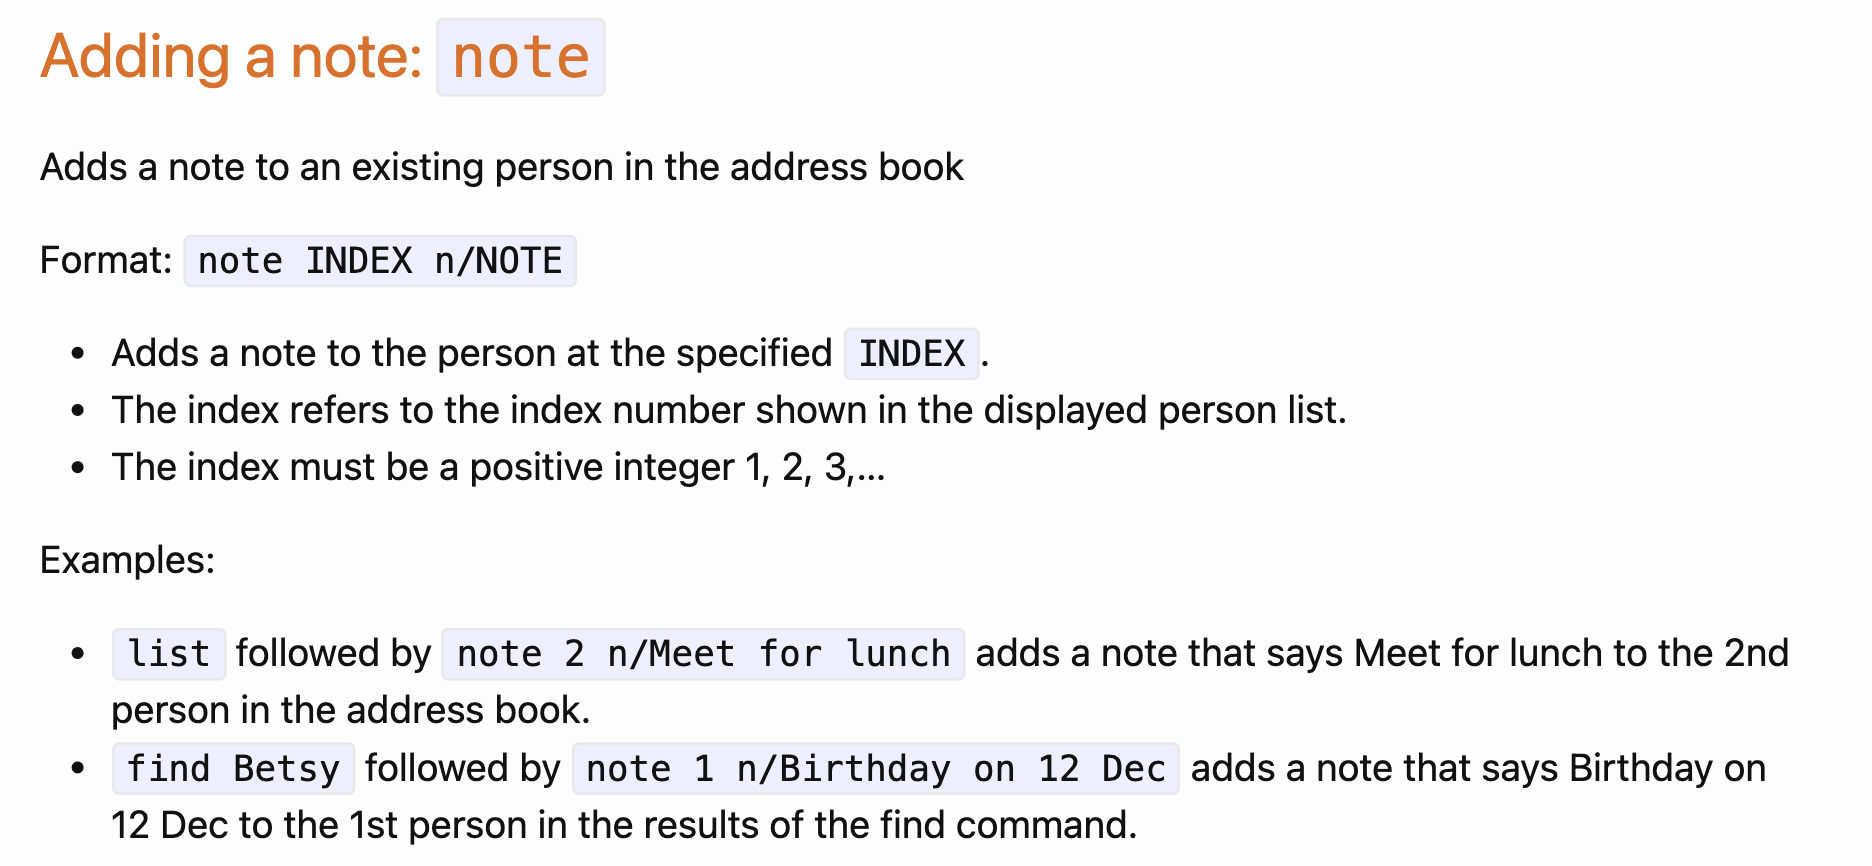 Adding a note: note
Adds a note to an existing person in the address book
Format: note INDEX n/NOTE
• Adds a note to the person at the specified INDEX.
• The index refers to the index number shown in the displayed person list.
• The index must be a positive integer 1, 2, 3,…
Examples:
• list followed by note 2 n/Meet for lunch adds a note that says Meet for lunch to the 2nd
person in the address book.
• find Betsy followed by note 1 n/Birthday on 12 Dec adds a note that says Birthday on
12 Dec to the 1st person in the results of the find command.